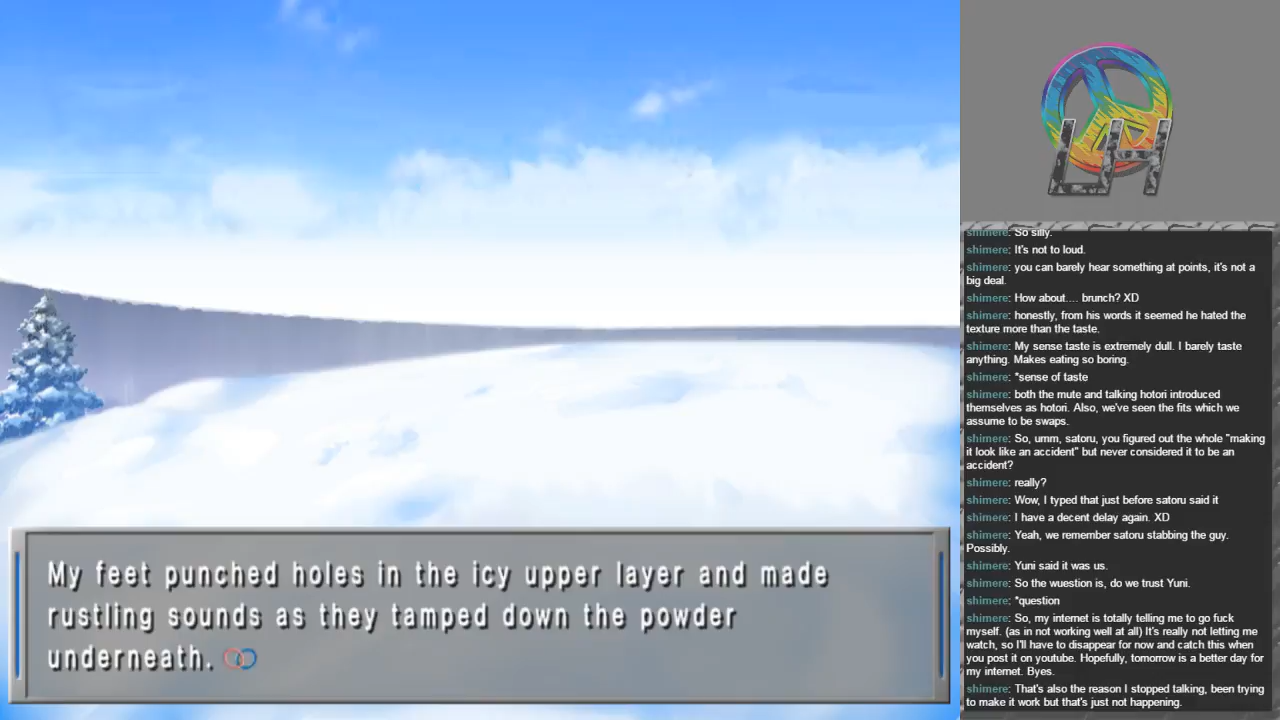 LH
shimere: So silly.
shimere: It's not to loud.
shimere: you can barely hear something at points, it's not a
big deal.
shimere: How about.... brunch? XD
shimere: honestly, from his words it seemed he hated the
texture more than the taste.
shimere: My sense taste is extremely dull. I barely taste
anything. Makes eating so boring.
shimere: *sense of taste
shimere: both the mute and talking hotori introduced
themselves as hotori. Also, we've seen the fits which we
assume to be swaps.
shimere: So, umm, satoru, you figured out the whole "making
it look like an accident" but never considered it to be an
accident?
shimere: really?
shimere: Wow, I typed that just before satoru said it
shimere: I have a decent delay again. XD
shimere: Yeah, we remember satoru stabbing the guy.
Possibly.
shimere: Yuni said it was us.
shimere: So the wuestion is, do we trust Yuni.
shimere: *question
shimere: So, my internet is totally telling me to go fuck
myself. (as in not working well at all) It's really not letting me
watch, so I'll have to disappear for now and catch this when
you post it on youtube. Hopefully, tomorrow is a better day for
my internet. Byes.
shimere: That's also the reason I stopped talking, been trying
to make it work but that's just not happening.
My feet punched holes in the icy upper layer and made
rustling sounds as they tamped down the powder
underneath.